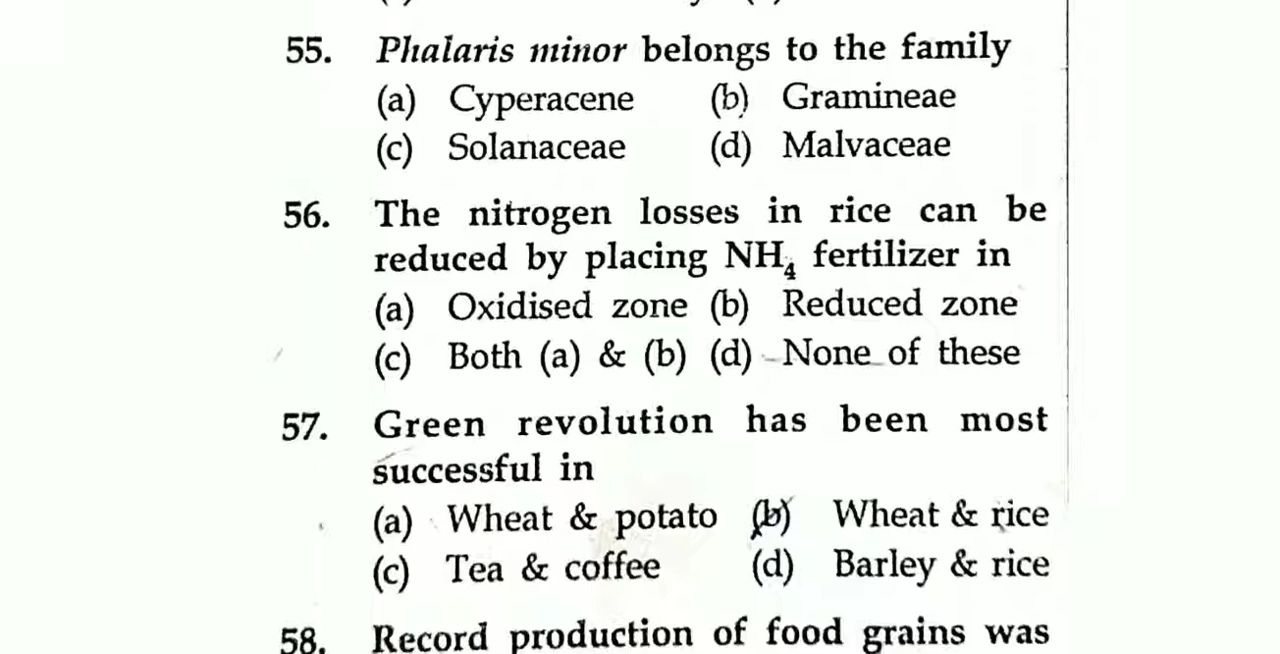 55. Phalaris minor belongs to the family
(a) Cyperacene (b) Gramineae
(c) Solanaceae (d) Malvaceae
56. The nitrogen losses in rice can be
reduced by placing NH₄ fertilizer in
(a) Oxidised zone (b) Reduced zone
(c) Both (a) & (b) (d) None of these
57. Green revolution has been most
successful in
(a) Wheat & potato (b) Wheat & rice
(c) Tea & coffee (d) Barley & rice
58. Record production of food grains was